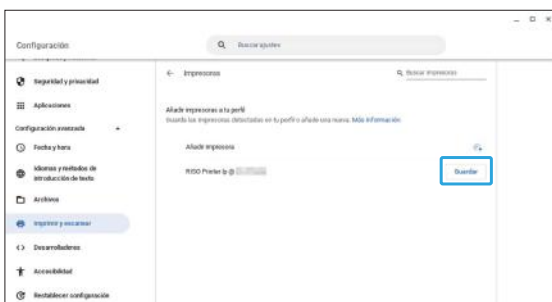 Configuración
Buscar ajustes
Seguridad y privacidad
Aplicaciones
Configuración avanzada
Fecha y hora
Idiomas y métodos de
introducción de texto
Archivos
Imprimir y escanear
Desarrolladores
Accesibilidad
Restablecer configuración
Impresoras
Buscar impresoras
Añadir impresoras a tu perfil
Guarda las impresoras detectadas en tu perfil o añade una nueva. Más información
Añadir impresora
RISO Printer Ip @
Guardar